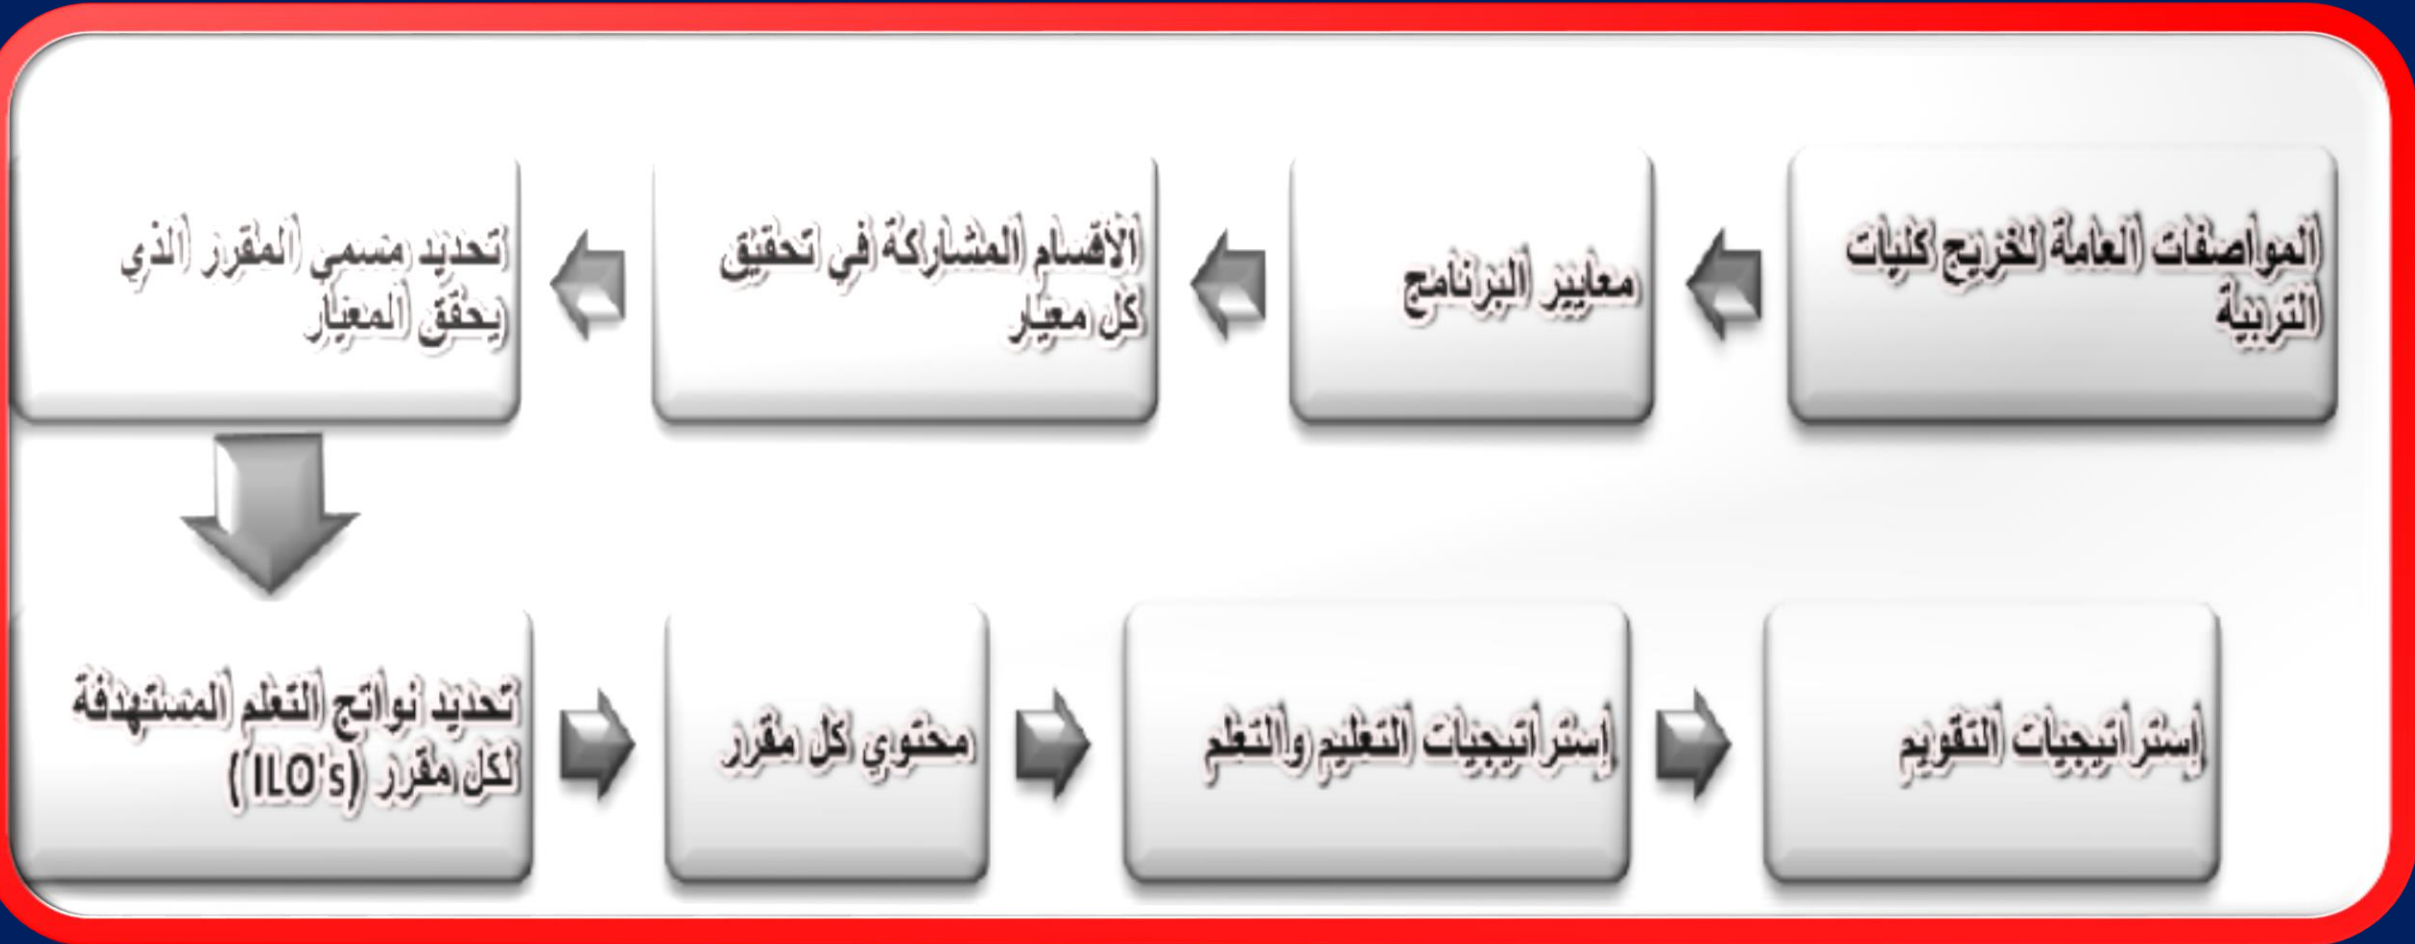 المواصفات العامة لخريج كليات
التربية
معايير البرنامج
الأقسام المشاركة في تحقيق
كل معيار
تحديد مسمي المقرر الذي
يحقق المعيار
تحديد نواتج التعلم المستهدفة
لكل مقرر (ILO's)
محتوي كل مقرر
إستراتيجيات التعليم والتعلم
إستراتيجيات التقويم